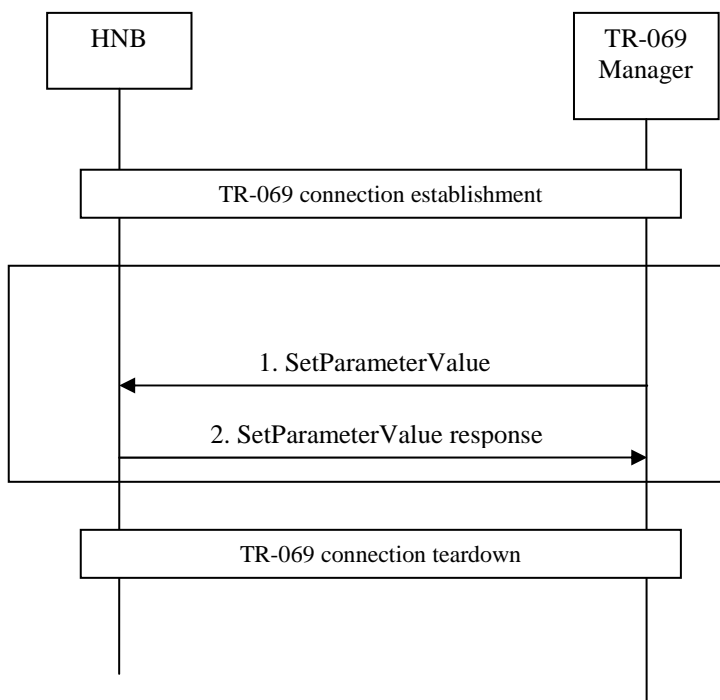 HNB
TR-069
Manager
TR-069 connection establishment
1. SetParameterValue
2. SetParameterValue response
TR-069 connection teardown